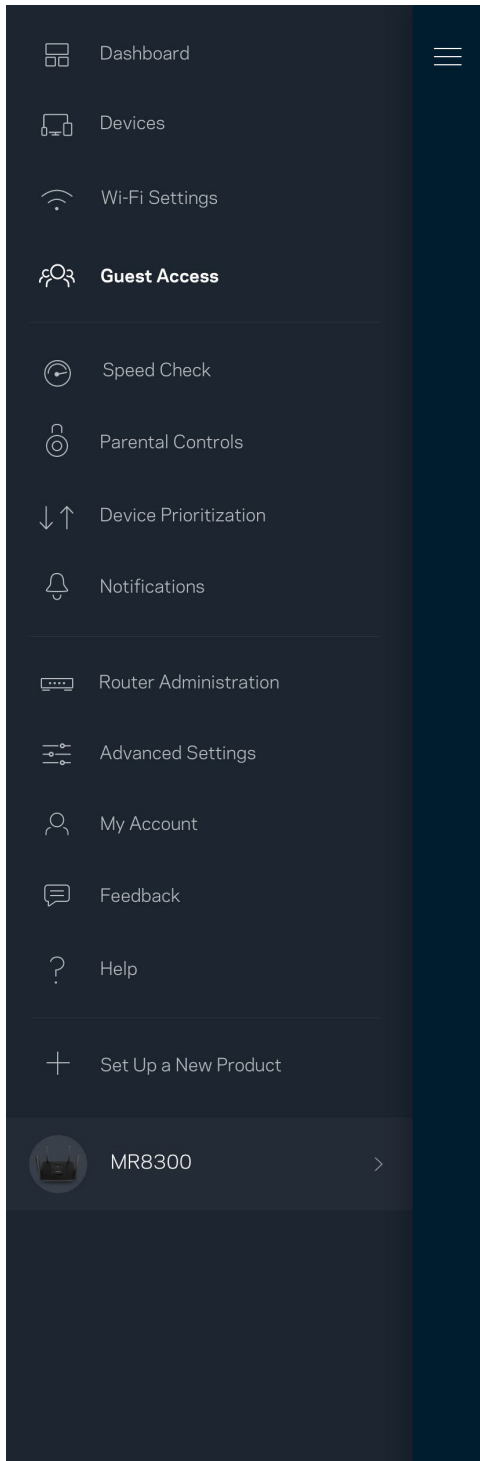 Dashboard
Devices
Wi-Fi Settings
Guest Access
Speed Check
Parental Controls
Device Prioritization
Notifications
Router Administration
Advanced Settings
My Account
Feedback
Help
Set Up a New Product
MR8300